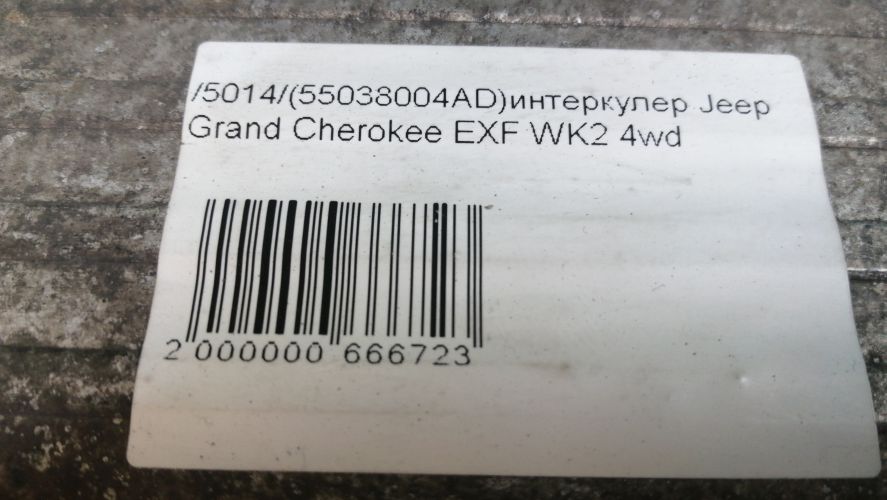 /5014/(55038004AD)интеркулер Jeep
Grand Cherokee EXF WK2 4wd
2 000000 666723